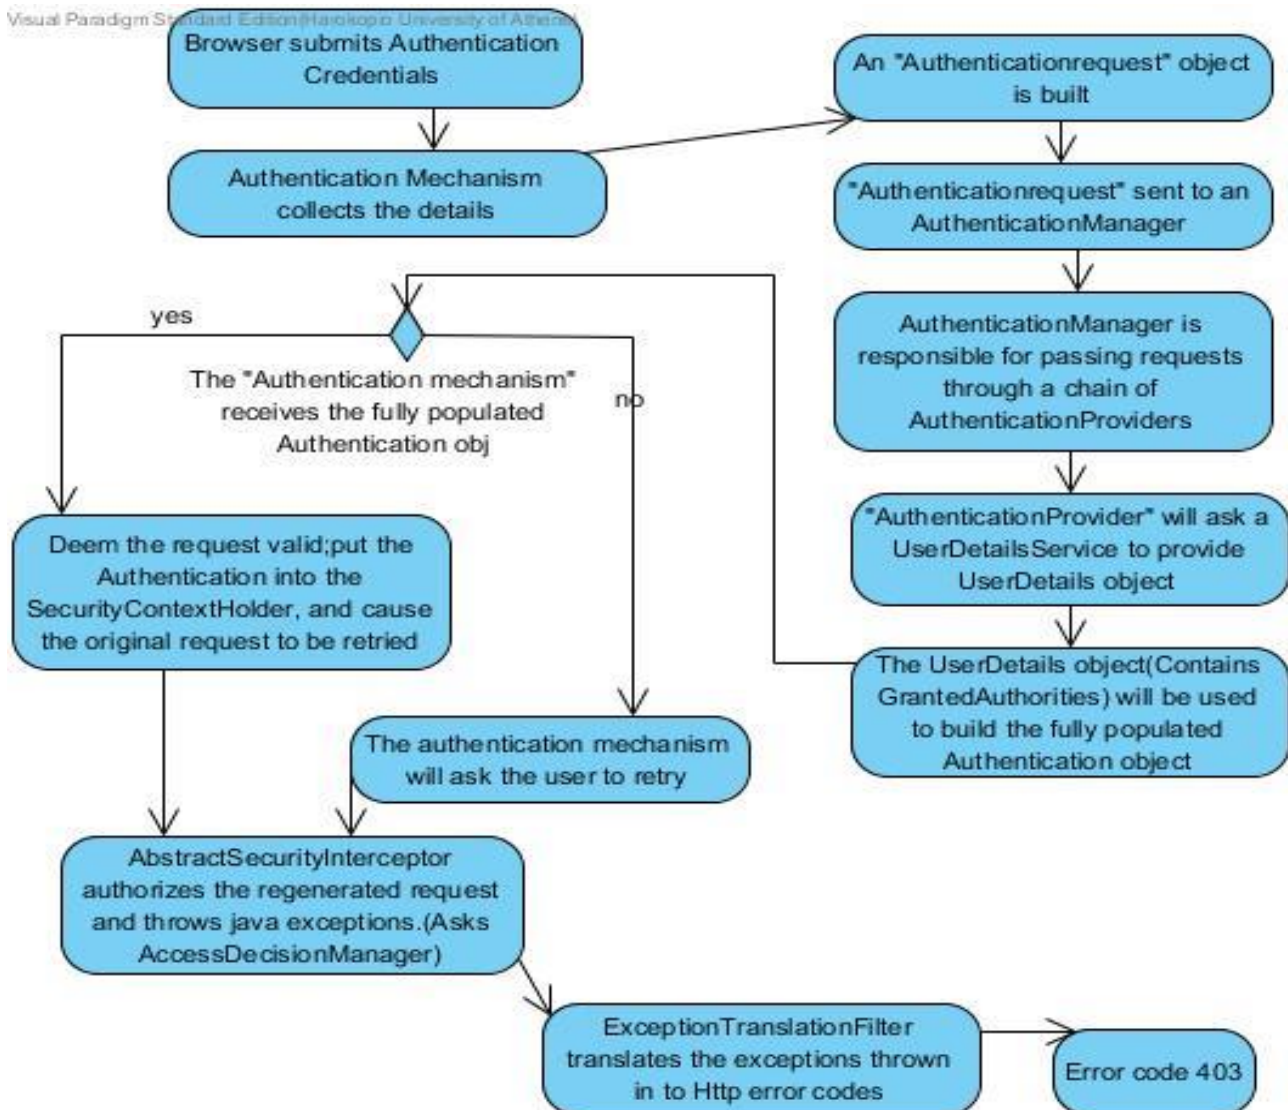 Visual Paradigm Standard Edition(Harokopio University of Athens)
Browser submits Authentication
Credentials
Authentication Mechanism
collects the details
An "Authenticationrequest" object
is built
"Authenticationrequest" sent to an
AuthenticationManager
AuthenticationManager is
responsible for passing requests
through a chain of
AuthenticationProviders
"AuthenticationProvider" will ask a
UserDetailsService to provide
UserDetails object
The UserDetails object(Contains
GrantedAuthorities) will be used
to build the fully populated
Authentication object
yes
The "Authentication mechanism"
receives the fully populated
Authentication obj
no
Deem the request valid;put the
Authentication into the
SecurityContextHolder, and cause
the original request to be retried
The authentication mechanism
will ask the user to retry
AbstractSecurityInterceptor
authorizes the regenerated request
and throws java exceptions.(Asks
AccessDecisionManager)
ExceptionTranslationFilter
translates the exceptions thrown
in to Http error codes
Error code 403